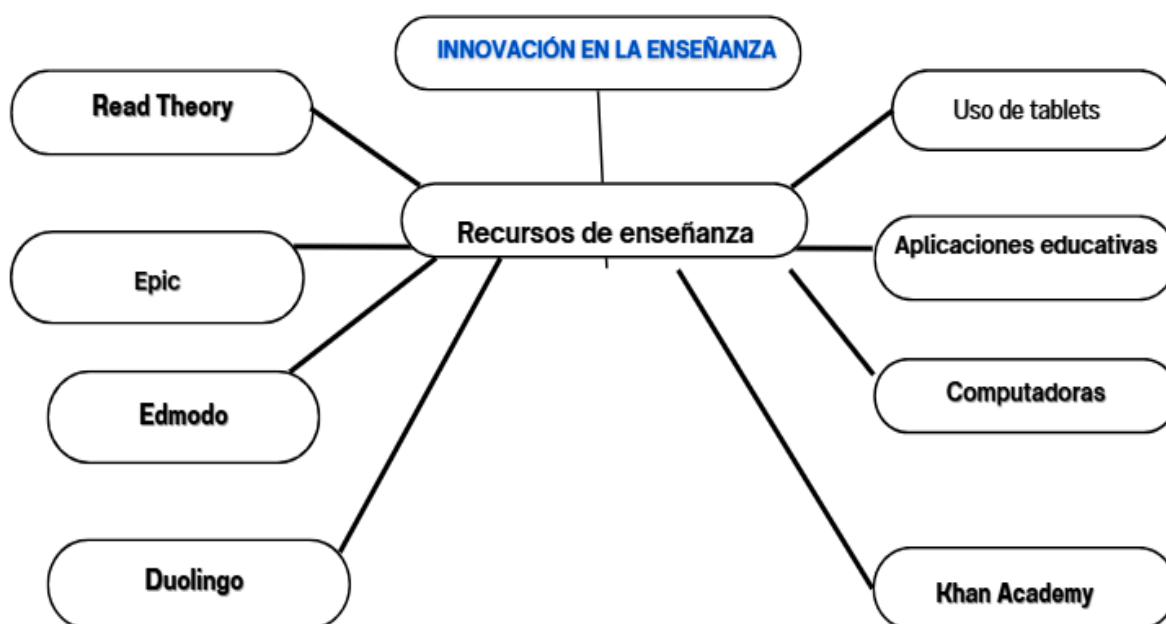 INNOVACIÓN EN LA ENSEÑANZA
Read Theory
Uso de tablets
Recursos de enseñanza
Aplicaciones educativas
Epic
Computadoras
Edmodo
Duolingo
Khan Academy